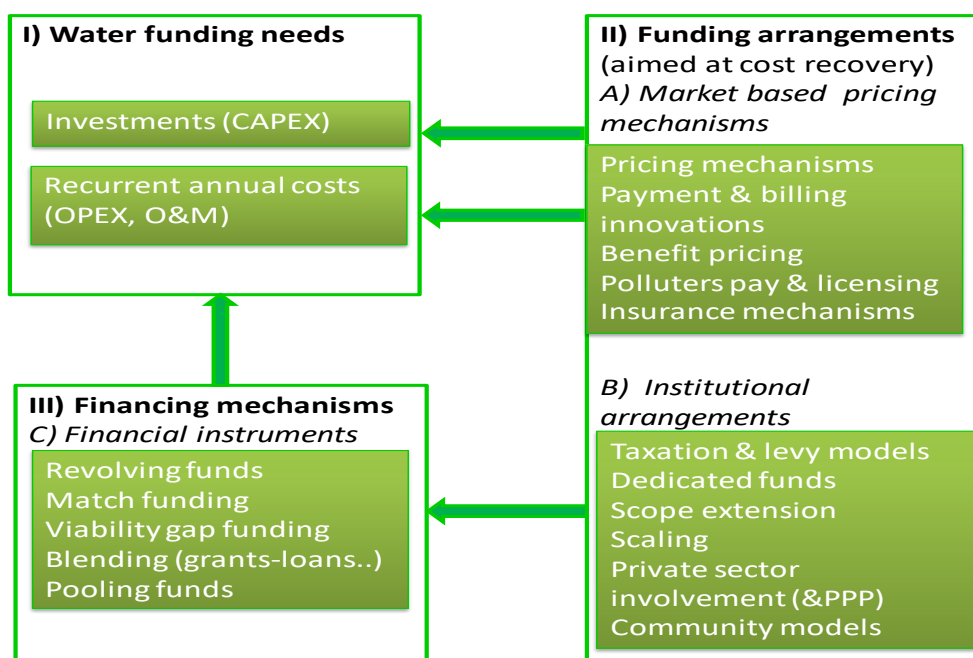 I) Water funding needs
Investments (CAPEX)
Recurrent annual costs
(OPEX, O&M)
II) Funding arrangements
(aimed at cost recovery)
A) Market based pricing
mechanisms
Pricing mechanisms
Payment & billing
innovations
Benefit pricing
Polluters pay & licensing
Insurance mechanisms
B) Institutional
arrangements
Taxation & levy models
Dedicated funds
Scope extension
Scaling
Private sector
involvement (&PPP)
Community models
III) Financing mechanisms
C) Financial instruments
Revolving funds
Match funding
Viability gap funding
Blending (grants-loans..)
Pooling funds